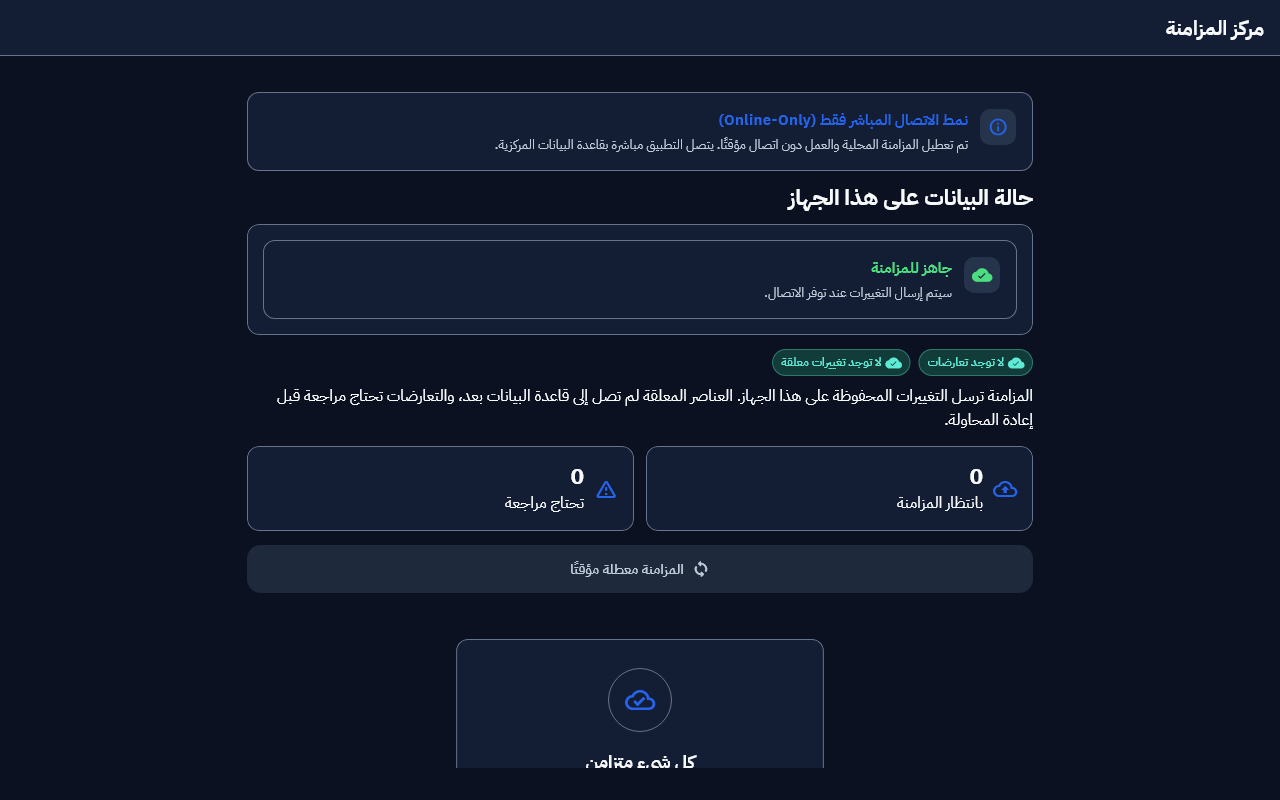 مركز المزامنة
نمط الاتصال المباشر فقط (Online-Only)
تم تعطيل المزامنة المحلية والعمل دون اتصال مؤقتًا. يتصل التطبيق مباشرة بقاعدة البيانات المركزية.
حالة البيانات على هذا الجهاز
جاهز للمزامنة
سيتم إرسال التغييرات عند توفر الاتصال.
لا توجد تعارضات
لا توجد تغييرات معلقة
المزامنة ترسل التغييرات المحفوظة على هذا الجهاز. العناصر المعلقة لم تصل إلى قاعدة البيانات بعد، والتعارضات تحتاج مراجعة قبل
إعادة المحاولة.
0
بانتظار المزامنة
0
تحتاج مراجعة
المزامنة معطلة مؤقتًا
كل شيء متزامن